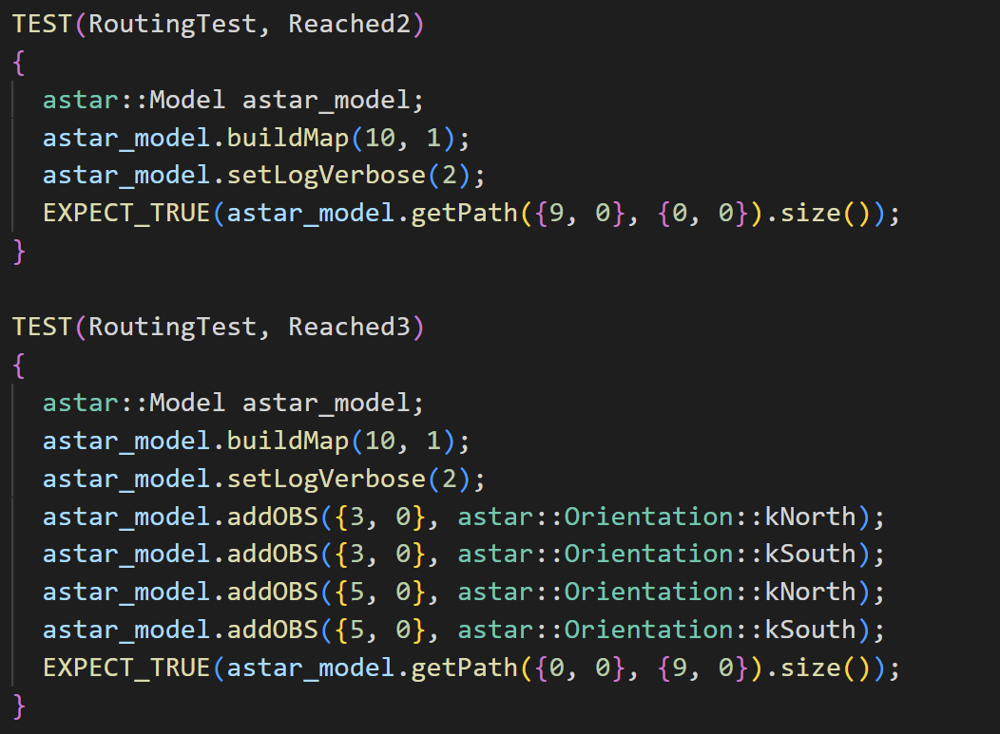 TEST(RoutingTest, Reached2)
{
  astar::Model astar_model;
  astar_model.buildMap(10, 1);
  astar_model.setLogVerbose(2);
  EXPECT_TRUE(astar_model.getPath({9, 0}, {0, 0}).size());
}

TEST(RoutingTest, Reached3)
{
  astar::Model astar_model;
  astar_model.buildMap(10, 1);
  astar_model.setLogVerbose(2);
  astar_model.addOBS({3, 0}, astar::Orientation::kNorth);
  astar_model.addOBS({3, 0}, astar::Orientation::kSouth);
  astar_model.addOBS({5, 0}, astar::Orientation::kNorth);
  astar_model.addOBS({5, 0}, astar::Orientation::kSouth);
  EXPECT_TRUE(astar_model.getPath({0, 0}, {9, 0}).size());
}